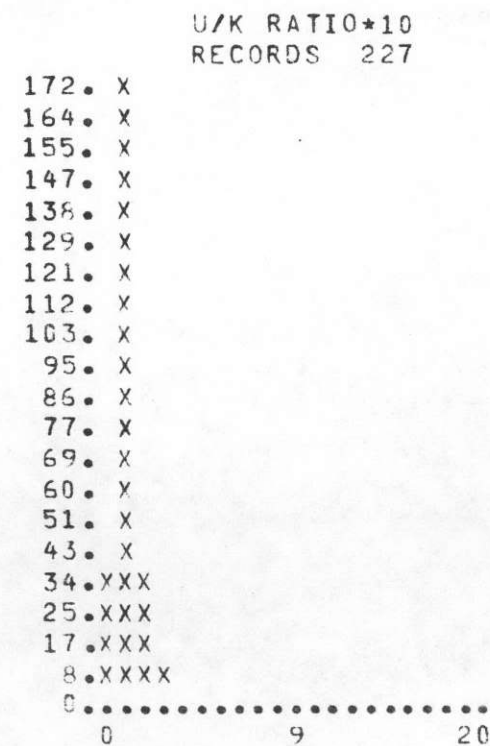 U/K RATIO*10
RECORDS 227
172. X
164. X
155. X
147. X
138. X
129. X
121. X
112. X
103. X
95. X
86. X
77. X
69. X
60. X
51. X
43. X
34.XXX
25.XXX
17.XXX
8.XXXX
0.....................
0 9 20